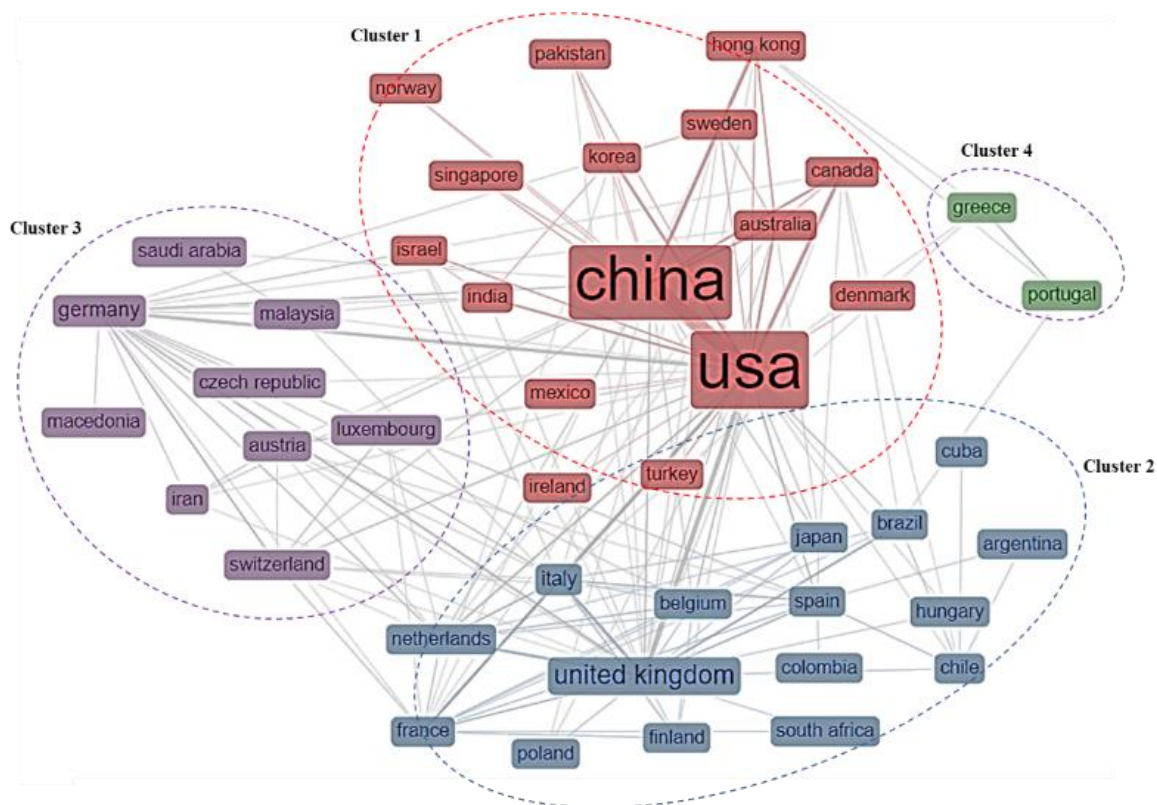 Cluster 1
pakistan
hong kong
norway
sweden
korea
Cluster 4
singapore
canada
greece
australia
Cluster 3
saudi arabia
israel
china
india
denmark
portugal
germany
malaysia
usa
czech republic
mexico
macedonia
luxembourg
austria
cuba
Cluster 2
turkey
ireland
iran
brazil
japan
argentina
switzerland
italy
belgium
spain
hungary
netherlands
united kingdom
colombia
chile
france
finland
south africa
poland